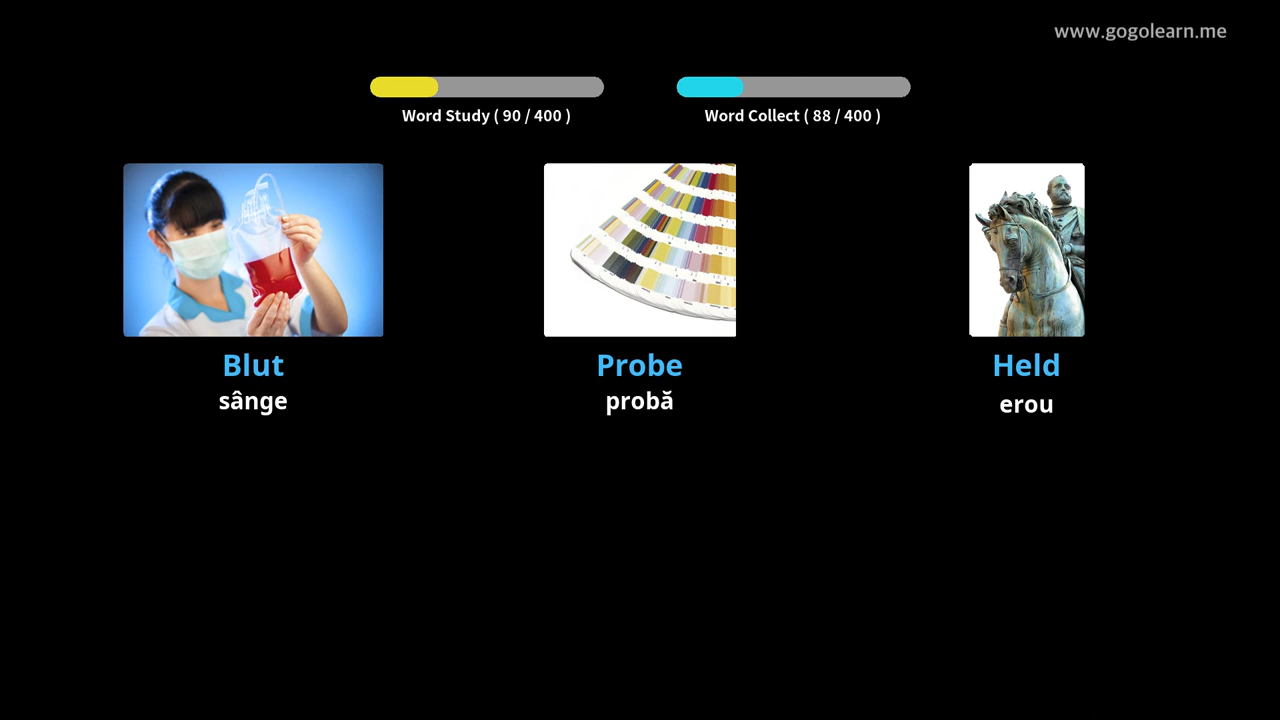 www.gogolearn.me
Word Study ( 90 / 400 )
Word Collect ( 88 / 400 )
Blut
sânge
Probe
probă
Held
erou